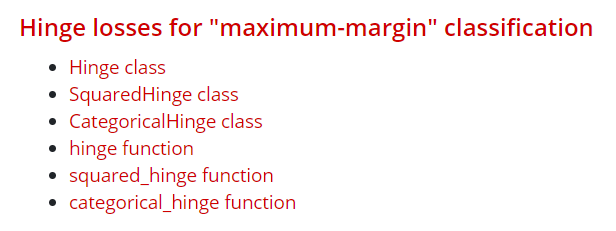 Hinge losses for "maximum-margin" classification
Hinge class
SquaredHinge class
CategoricalHinge class
hinge function
squared_hinge function
categorical_hinge function